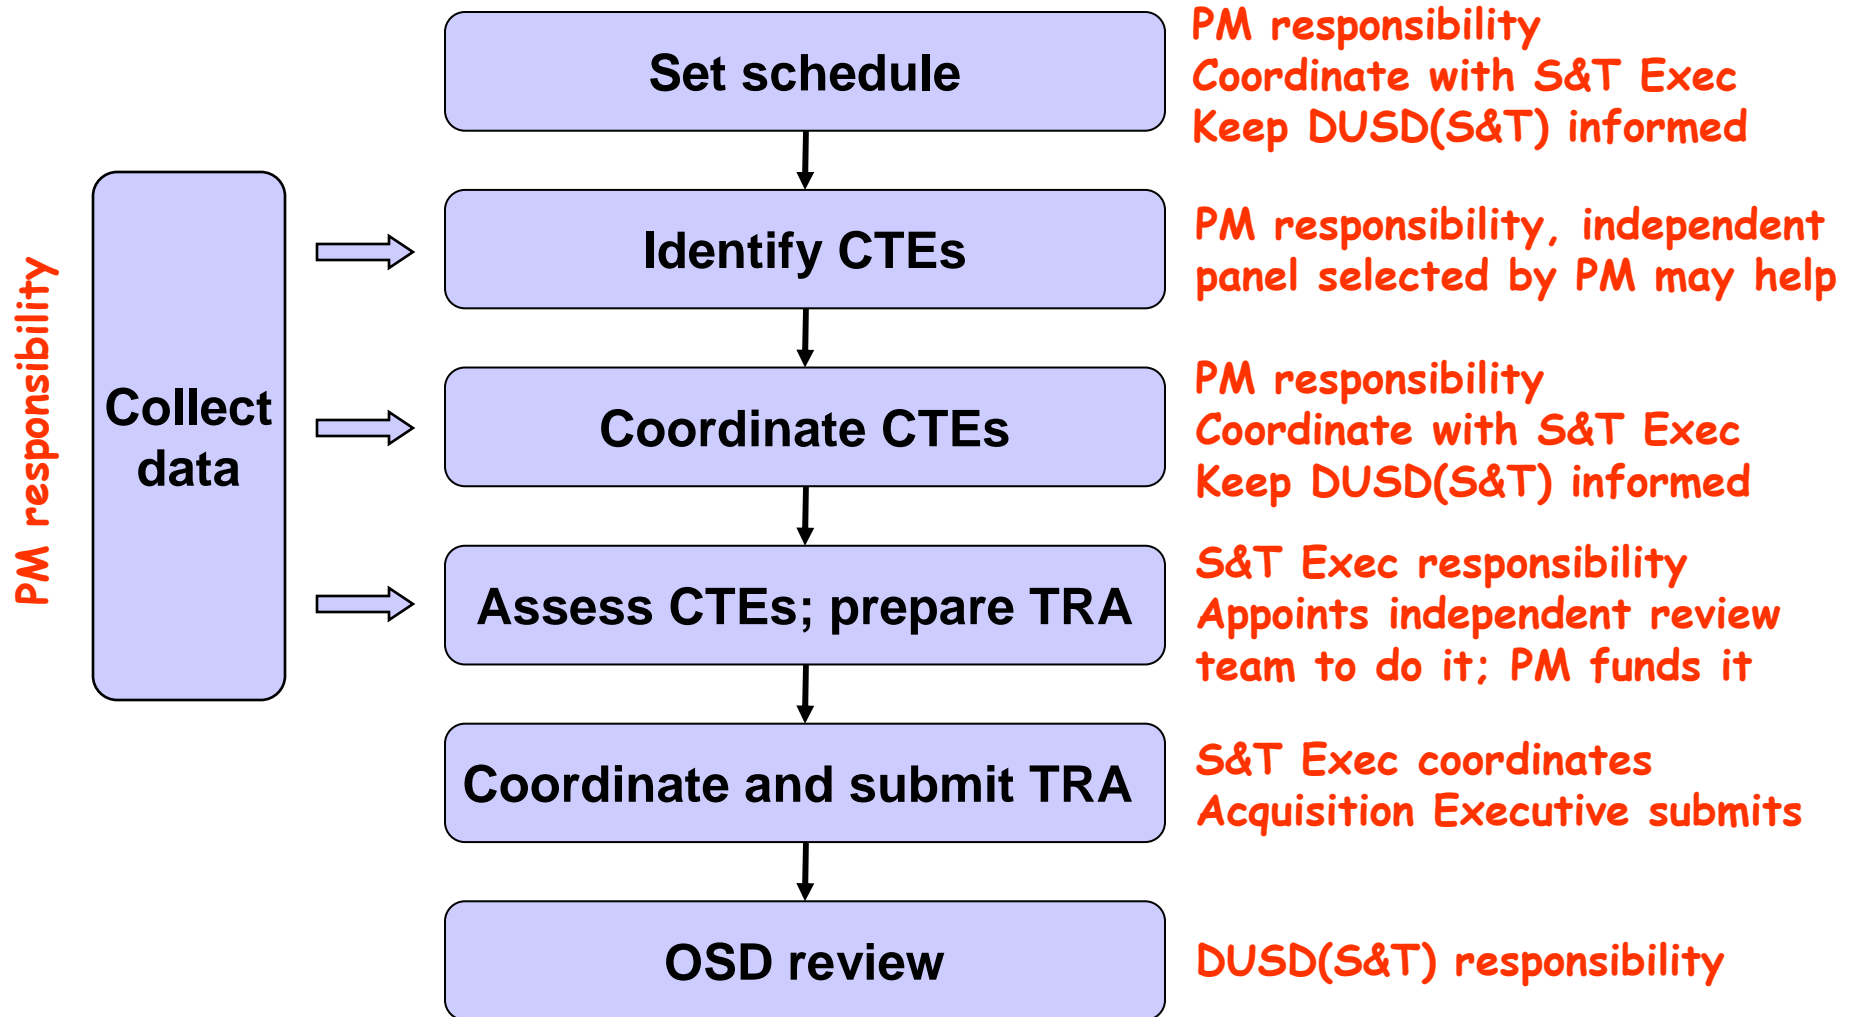 Set schedule
PM responsibility
Coordinate with S&T Exec
Keep DUSD(S&T) informed
PM responsibility
Collect
data
Identify CTEs
PM responsibility, independent
panel selected by PM may help
Coordinate CTEs
PM responsibility
Coordinate with S&T Exec
Keep DUSD(S&T) informed
Assess CTEs; prepare TRA
S&T Exec responsibility
Appoints independent review
team to do it; PM funds it
Coordinate and submit TRA
S&T Exec coordinates
Acquisition Executive submits
OSD review
DUSD(S&T) responsibility